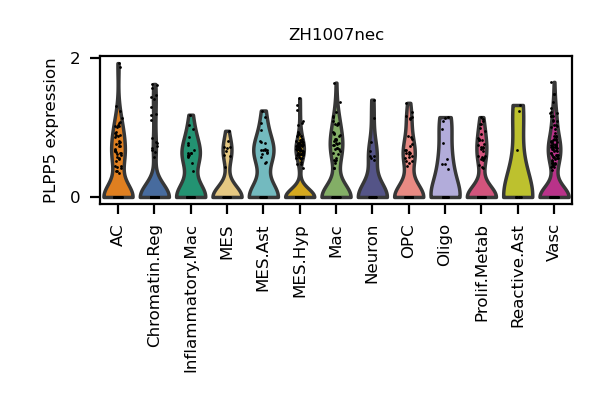 ZH1007nec
PLPP5 expression
2
0
AC
Chromatin.Reg
Inflammatory.Mac
MES
MES.Ast
MES.Hyp
Mac
Neuron
OPC
Oligo
Prolif.Metab
Reactive.Ast
Vasc